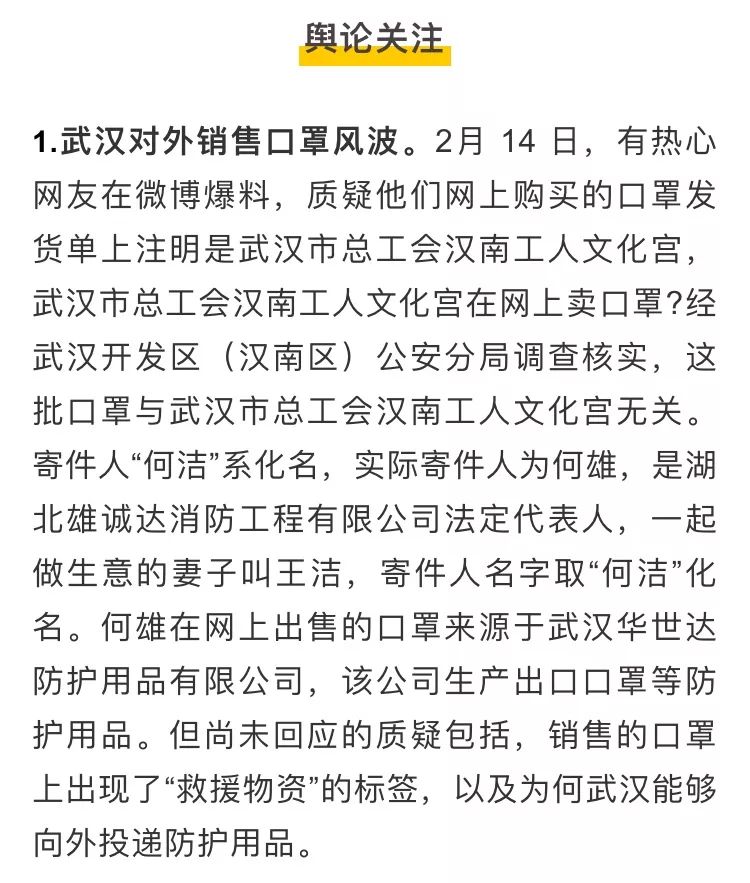 舆论关注
1.武汉对外销售口罩风波。2月 14 日，有热心
网友在微博爆料，质疑他们网上购买的口罩发
货单上注明是武汉市总工会汉南工人文化宫，
武汉市总工会汉南工人文化宫在网上卖口罩?经
武汉开发区（汉南区）公安分局调查核实，这
批口罩与武汉市总工会汉南工人文化宫无关。
寄件人“何洁”系化名，实际寄件人为何雄，是湖
北雄诚达消防工程有限公司法定代表人，一起
做生意的妻子叫王洁，寄件人名字取“何洁”化
名。何雄在网上出售的口罩来源于武汉华世达
防护用品有限公司，该公司生产出口口罩等防
护用品。但尚未回应的质疑包括，销售的口罩
上出现了“救援物资”的标签，以及为何武汉能够
向外投递防护用品。